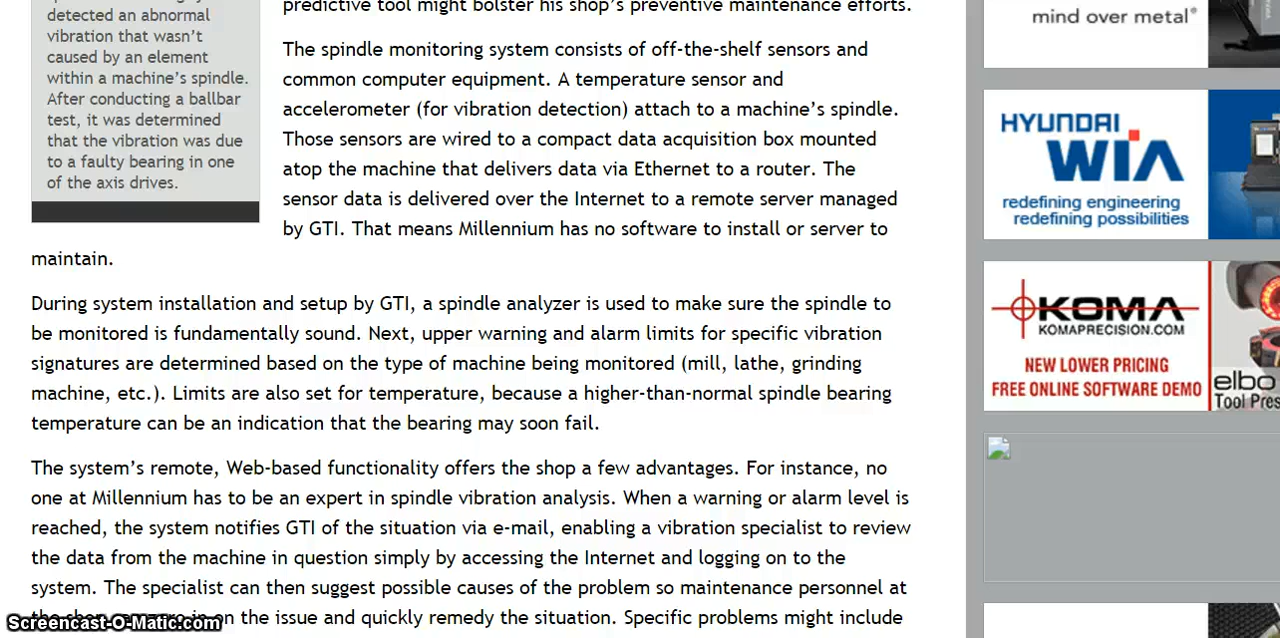 detected an abnormal
vibration that wasn't
caused by an element
within a machine's spindle.
After conducting a ballbar
test, it was determined
that the vibration was due
to a faulty bearing in one
of the axis drives.
predictive tool might bolster his shop's preventive maintenance efforts.
The spindle monitoring system consists of off-the-shelf sensors and
common computer equipment. A temperature sensor and
accelerometer (for vibration detection) attach to a machine's spindle.
Those sensors are wired to a compact data acquisition box mounted
atop the machine that delivers data via Ethernet to a router. The
sensor data is delivered over the Internet to a remote server managed
by GTI. That means Millennium has no software to install or server to
maintain.
During system installation and setup by GTI, a spindle analyzer is used to make sure the spindle to
be monitored is fundamentally sound. Next, upper warning and alarm limits for specific vibration
signatures are determined based on the type of machine being monitored (mill, lathe, grinding
machine, etc.). Limits are also set for temperature, because a higher-than-normal spindle bearing
temperature can be an indication that the bearing may soon fail.
The system's remote, Web-based functionality offers the shop a few advantages. For instance, no
one at Millennium has to be an expert in spindle vibration analysis. When a warning or alarm level is
reached, the system notifies GTI of the situation via e-mail, enabling a vibration specialist to review
the data from the machine in question simply by accessing the Internet and logging on to the
system. The specialist can then suggest possible causes of the problem so maintenance personnel at
the shop on the issue and quickly remedy the situation. Specific problems might include
Screencast-O-Matic.com
mind over metal®
HYUNDAI
WIA
redefining engineering
redefining possibilities
KOMA
KOMAPRECISION.COM
NEW LOWER PRICING
FREE ONLINE SOFTWARE DEMO
elbo
Tool Pres